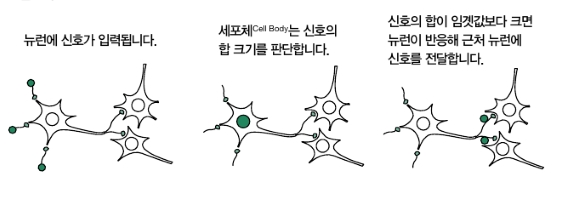 뉴런에 신호가 입력됩니다.
세포체Cell Body는 신호의
합 크기를 판단합니다.
신호의 합이 임곗값보다 크면
뉴런이 반응해 근처 뉴런에
신호를 전달합니다.